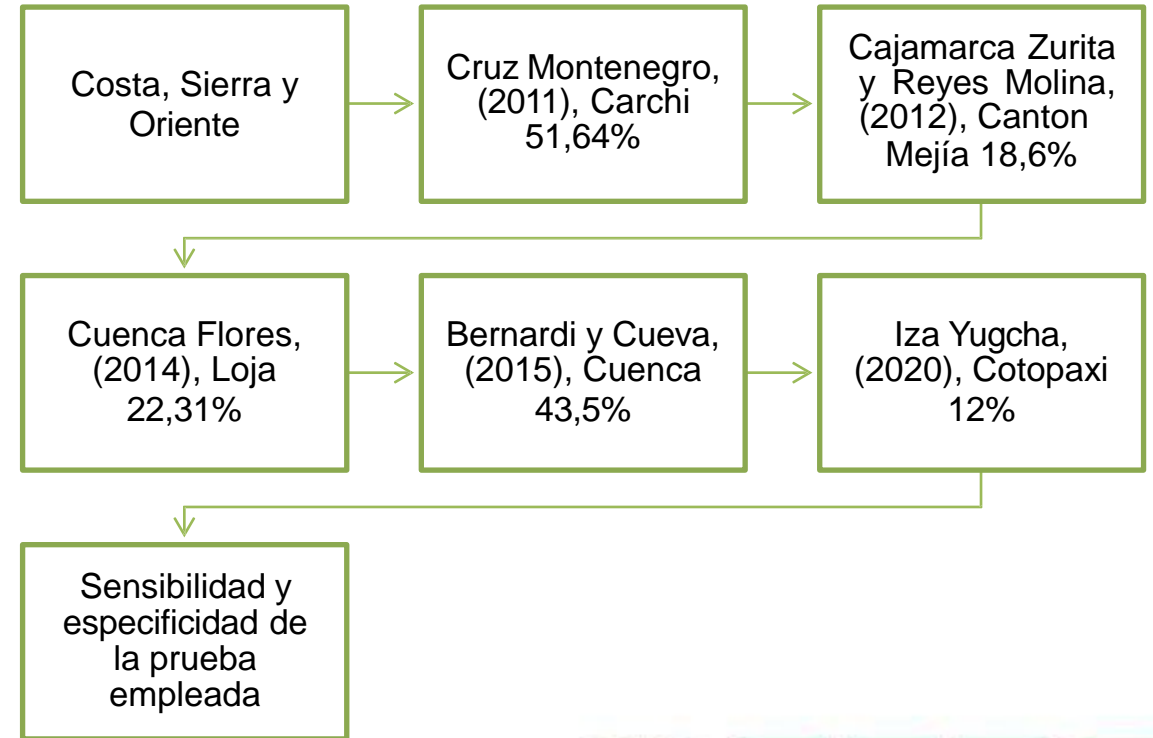 Costa, Sierra y
Oriente
Cruz Montenegro,
(2011), Carchi
51,64%
Cajamarca Zurita
y Reyes Molina,
(2012), Canton
Mejía 18,6%
Cuenca Flores,
(2014), Loja
22,31%
Bernardi y Cueva,
(2015), Cuenca
43,5%
Iza Yugcha,
(2020), Cotopaxi
12%
Sensibilidad y
especificidad de
la prueba
empleada